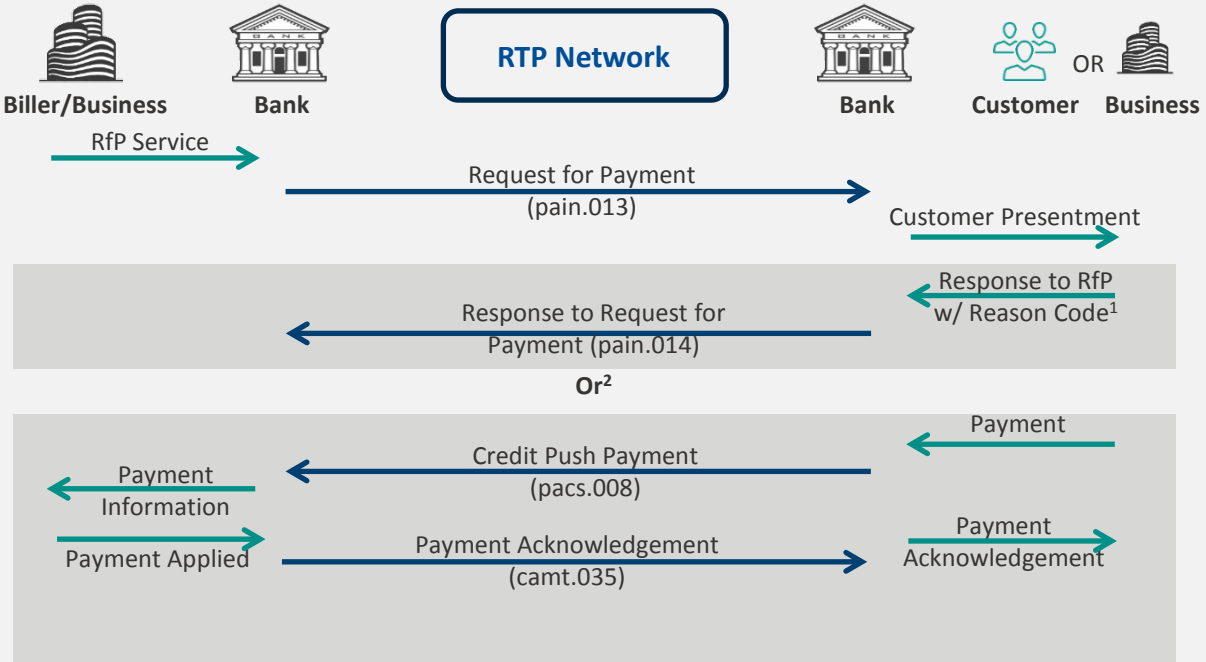 BANK
RTP Network
BANK
OR
Biller/Business
Bank
Bank
Customer
Business
RfP Service
Request for Payment
(pain.013)
Customer Presentment
Response to RfP
w/ Reason Code1
Response to Request for
Payment (pain.014)
Or2
Payment
Credit Push Payment
(pacs.008)
Payment
Information
Payment Applied
Payment Acknowledgement
(camt.035)
Payment
Acknowledgement